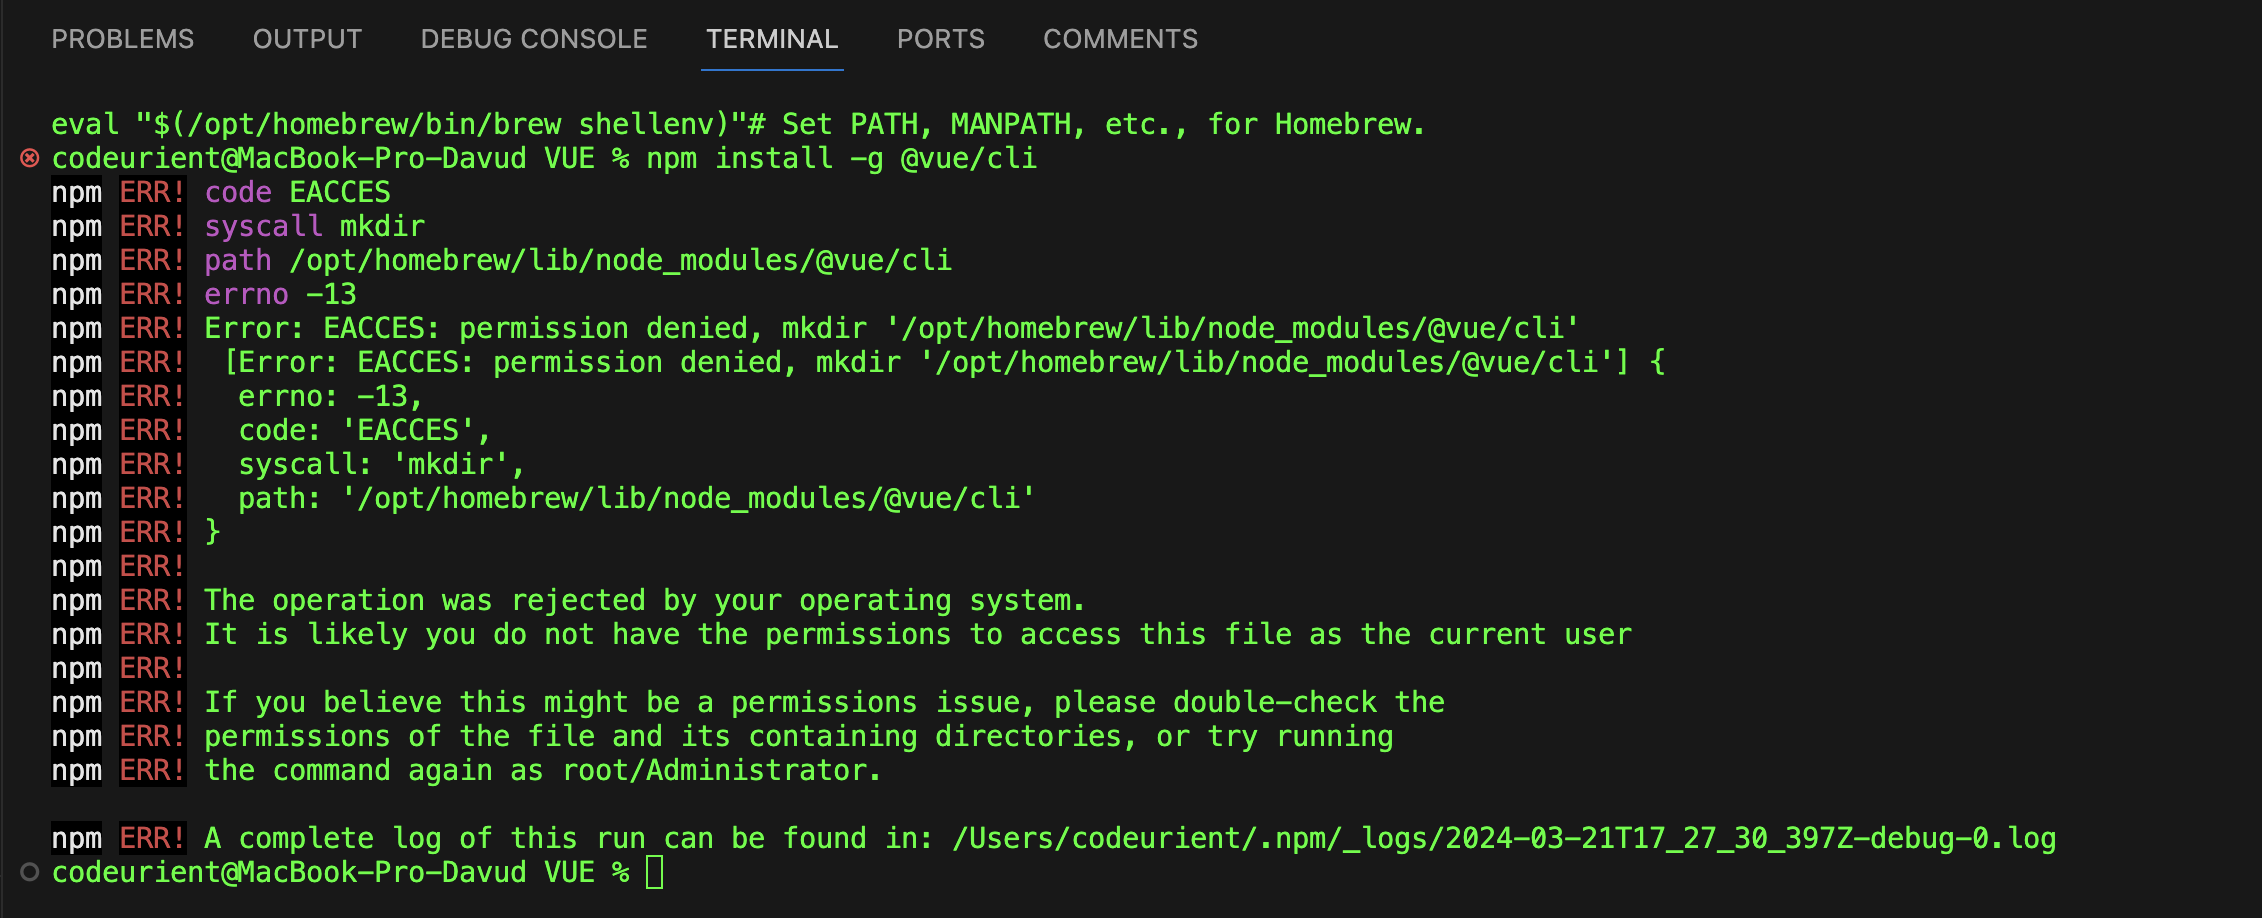 PROBLEMS OUTPUT DEBUG CONSOLE TERMINAL PORTS COMMENTS
eval "$(/opt/homebrew/bin/brew shellenv)"# Set PATH, MANPATH, etc., for Homebrew.
codeurient@MacBook-Pro-Davud VUE % npm install -g @vue/cli
npm ERR! code EACCES
npm ERR! syscall mkdir
npm ERR! path /opt/homebrew/lib/node_modules/@vue/cli
npm ERR! errno -13
npm ERR! Error: EACCES: permission denied, mkdir '/opt/homebrew/lib/node_modules/@vue/cli'
npm ERR!  [Error: EACCES: permission denied, mkdir '/opt/homebrew/lib/node_modules/@vue/cli'] {
npm ERR!   errno: -13,
npm ERR!   code: 'EACCES',
npm ERR!   syscall: 'mkdir',
npm ERR!   path: '/opt/homebrew/lib/node_modules/@vue/cli'
npm ERR! }
npm ERR!
npm ERR! The operation was rejected by your operating system.
npm ERR! It is likely you do not have the permissions to access this file as the current user
npm ERR!
npm ERR! If you believe this might be a permissions issue, please double-check the
npm ERR! permissions of the file and its containing directories, or try running
npm ERR! the command again as root/Administrator.
npm ERR! A complete log of this run can be found in: /Users/codeurient/.npm/_logs/2024-03-21T17_27_30_397Z-debug-0.log
codeurient@MacBook-Pro-Davud VUE %